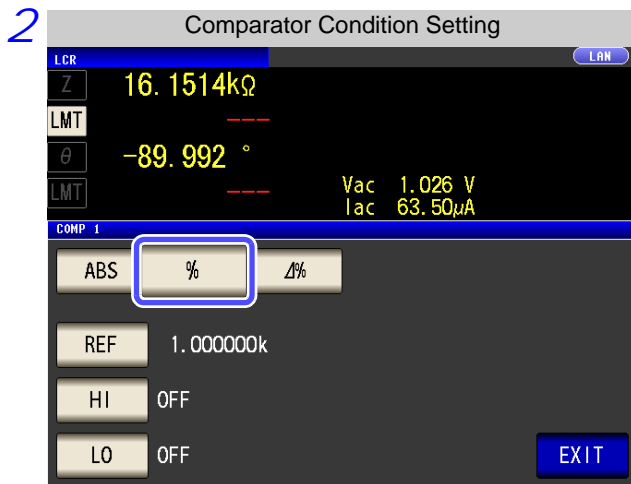 2
Comparator Condition Setting
LCR LAN
Z 16.1514kΩ
LMT ---
θ -89.992 °
LMT ---
Vac 1.026 V
Iac 63.50μA
COMP 1
ABS % Δ%
REF 1.000000k
HI OFF
LO OFF
EXIT